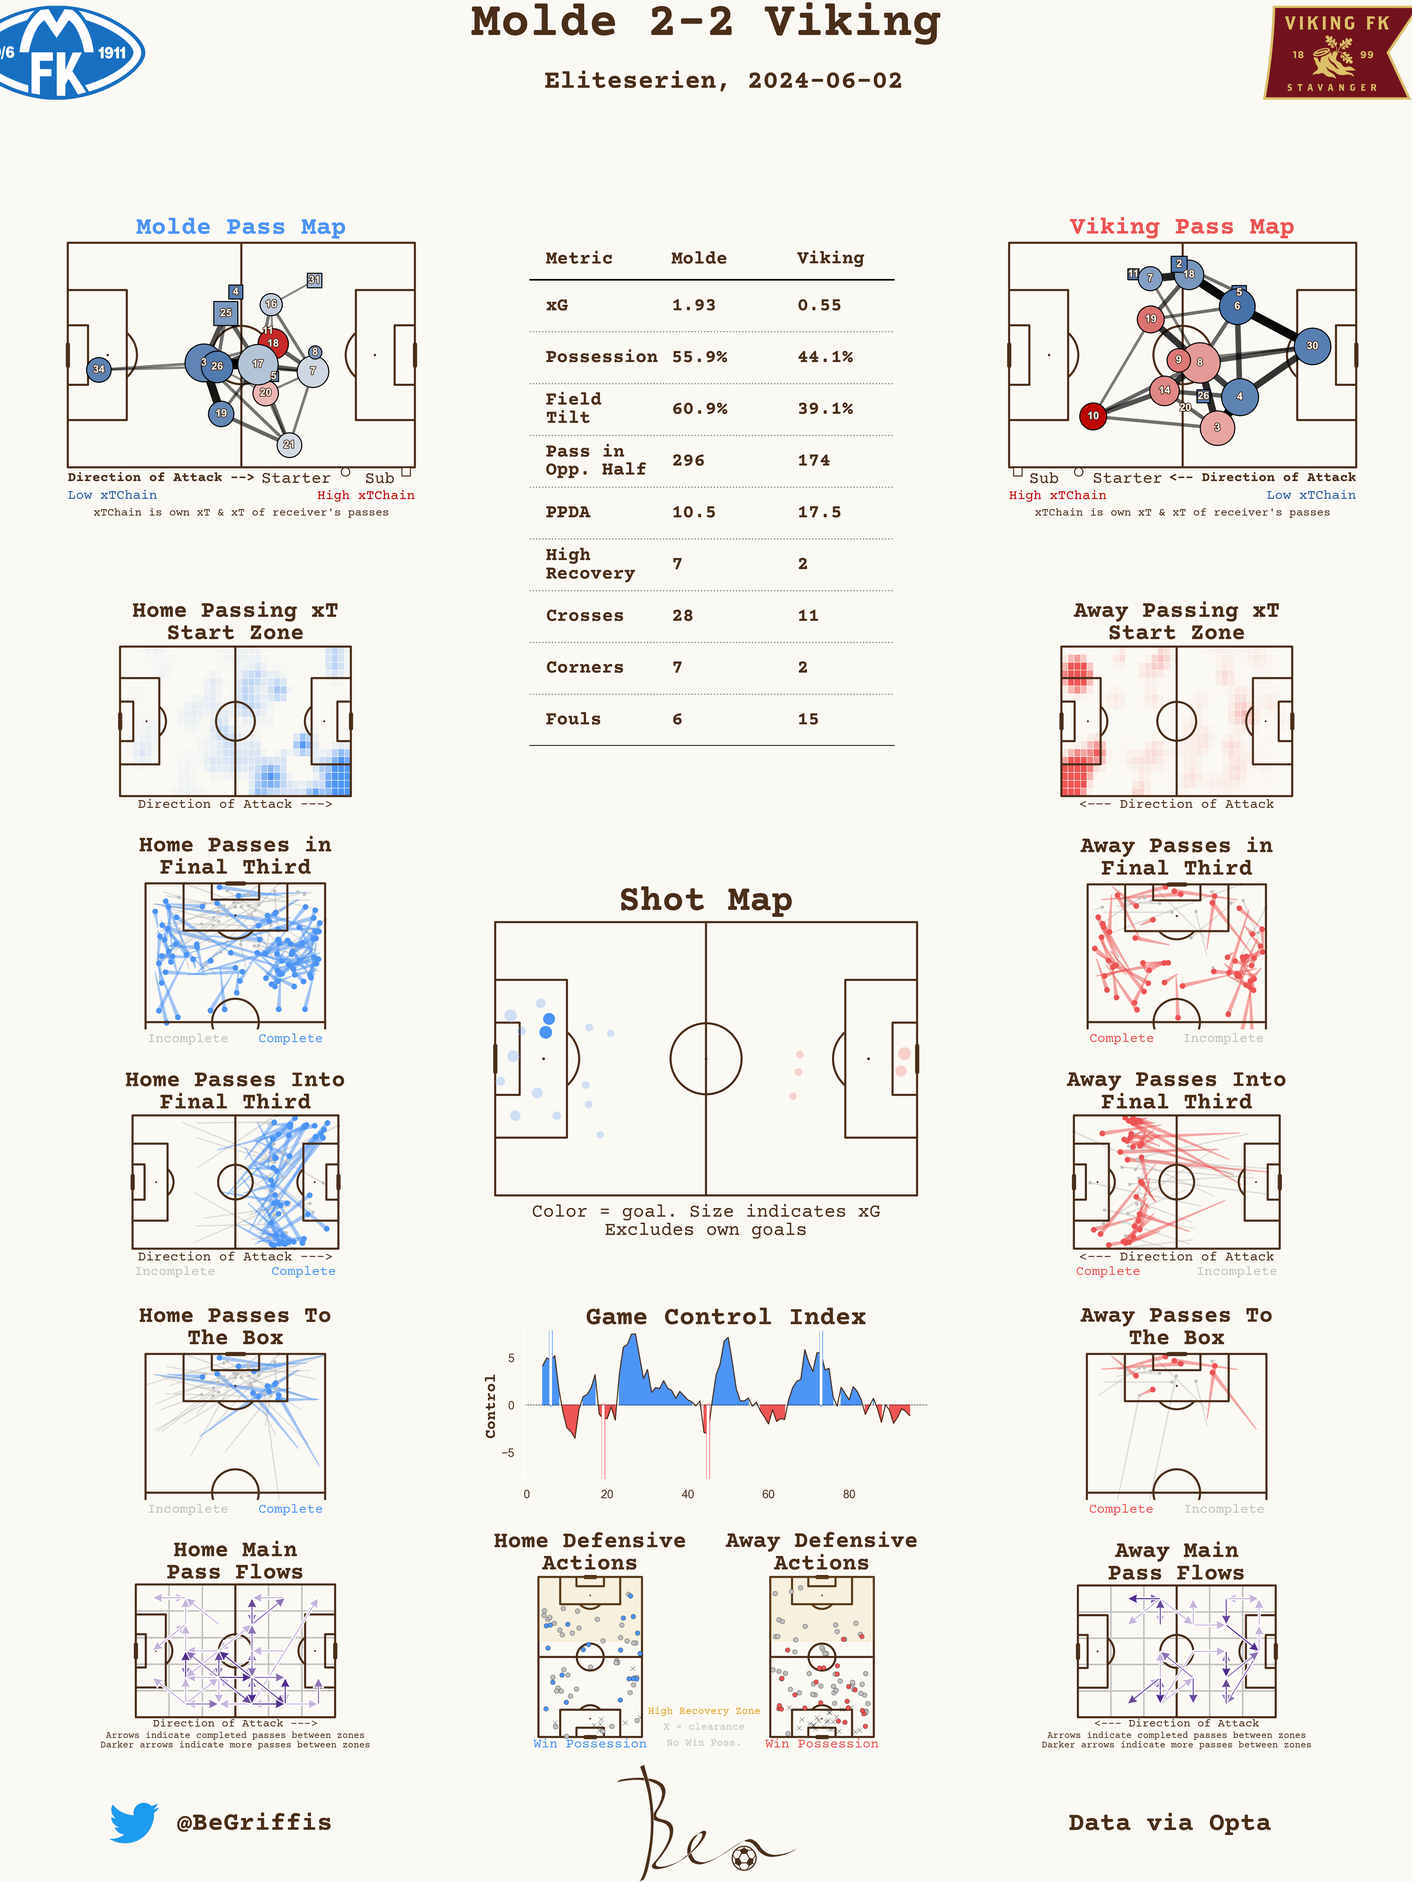 Molde 2-2 Viking
Eliteserien, 2024-06-02
1911
FK
VIKING FK
18 99
STAVANGER
Molde Pass Map
4
31
25
16
11
18
8
3
26
17
7
34
5
20
19
21
Direction of Attack --> Starter Sub
Low xTChain High xTChain
xTChain is own xT & xT of receiver's passes
Metric Molde Viking
xG 1.93 0.55
Possession 55.9% 44.1%
Field
Tilt 60.9% 39.1%
Pass in
Opp. Half 296 174
PPDA 10.5 17.5
High
Recovery 7 2
Crosses 28 11
Corners 7 2
Fouls 6 15
Viking Pass Map
11
7
2
18
5
6
19
30
9
8
14
26
4
20
10
3
Sub Starter <-- Direction of Attack
High xTChain Low xTChain
xTChain is own xT & xT of receiver's passes
Home Passing xT
Start Zone
Direction of Attack --->
Away Passing xT
Start Zone
<--- Direction of Attack
Home Passes in
Final Third
Incomplete Complete
Away Passes in
Final Third
Complete Incomplete
Shot Map
Color = goal. Size indicates xG
Excludes own goals
Home Passes Into
Final Third
Direction of Attack --->
Incomplete Complete
Away Passes Into
Final Third
<--- Direction of Attack
Complete Incomplete
Home Passes To
The Box
Incomplete Complete
Game Control Index
Control
5
0
−5
0 20 40 60 80
Away Passes To
The Box
Complete Incomplete
Home Main
Pass Flows
Direction of Attack --->
Arrows indicate completed passes between zones
Darker arrows indicate more passes between zones
Home Defensive
Actions
Win Possession
Away Defensive
Actions
Win Possession
High Recovery Zone
X = clearance
No Win Poss.
Away Main
Pass Flows
<--- Direction of Attack
Arrows indicate completed passes between zones
Darker arrows indicate more passes between zones
@BeGriffis
Data via Opta